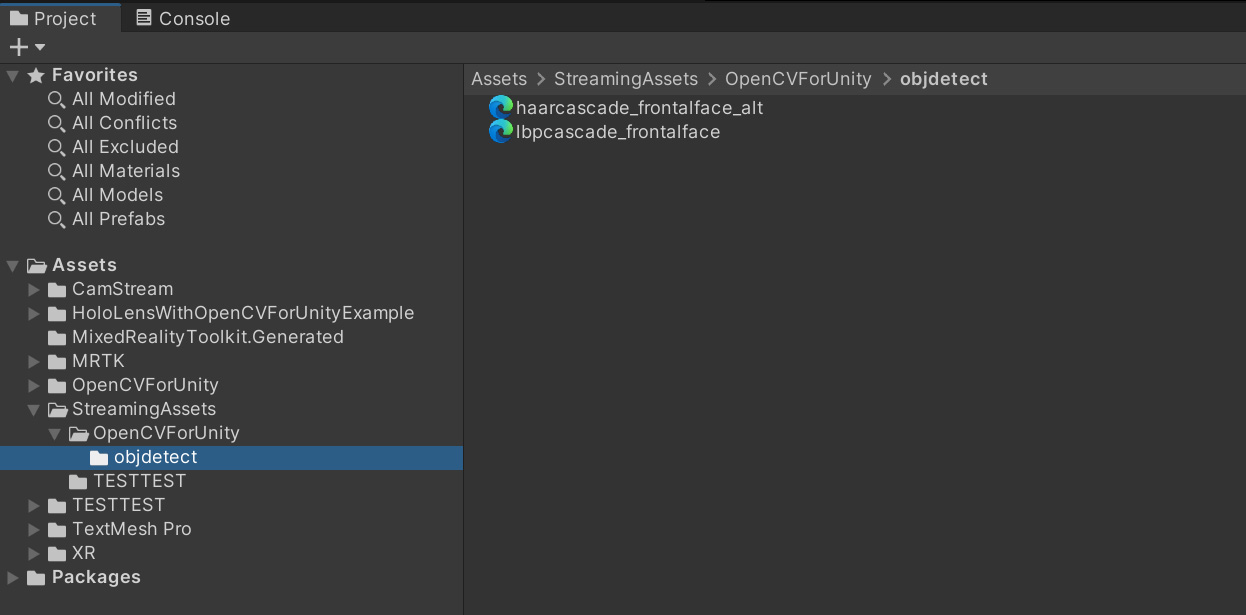 Project Console
Favorites
All Modified
All Conflicts
All Excluded
All Materials
All Models
All Prefabs
Assets
CamStream
HoloLensWithOpenCVForUnityExample
MixedRealityToolkit.Generated
MRTK
OpenCVForUnity
StreamingAssets
OpenCVForUnity
objdetect
TESTTEST
TESTTEST
TextMesh Pro
XR
Packages
Assets > StreamingAssets > OpenCVForUnity > objdetect
haarcascade_frontalface_alt
lbpcascade_frontalface